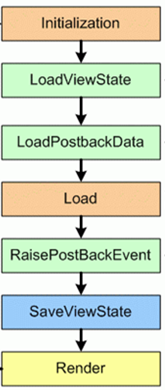 Initialization
LoadViewState
LoadPostbackData
Load
RaisePostBackEvent
SaveViewState
Render